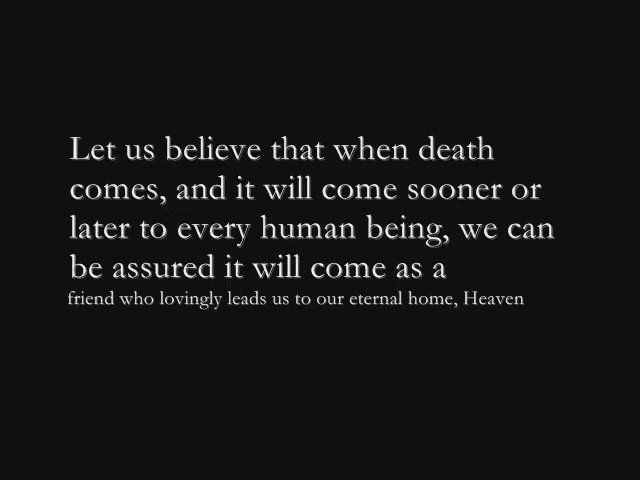 Let us believe that when death
comes, and it will come sooner or
later to every human being, we can
be assured it will come as a
friend who lovingly leads us to our eternal home, Heaven